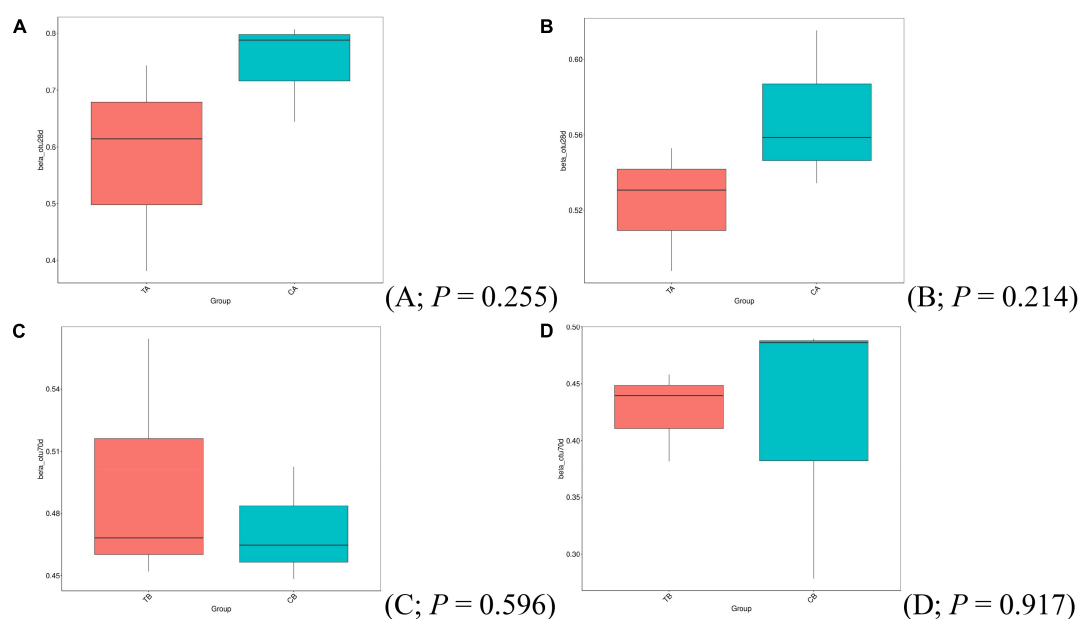 A
0.8
0.7
0.6
0.5
0.4
beta_otu28d
TA
CA
Group
(A; P = 0.255)
B
0.60
0.56
0.52
beta_otu28d
TA
CA
Group
(B; P = 0.214)
C
0.54
0.51
0.48
0.45
beta_otu70d
TB
CB
Group
(C; P = 0.596)
D
0.50
0.45
0.40
0.35
0.30
beta_otu70d
TB
CB
Group
(D; P = 0.917)